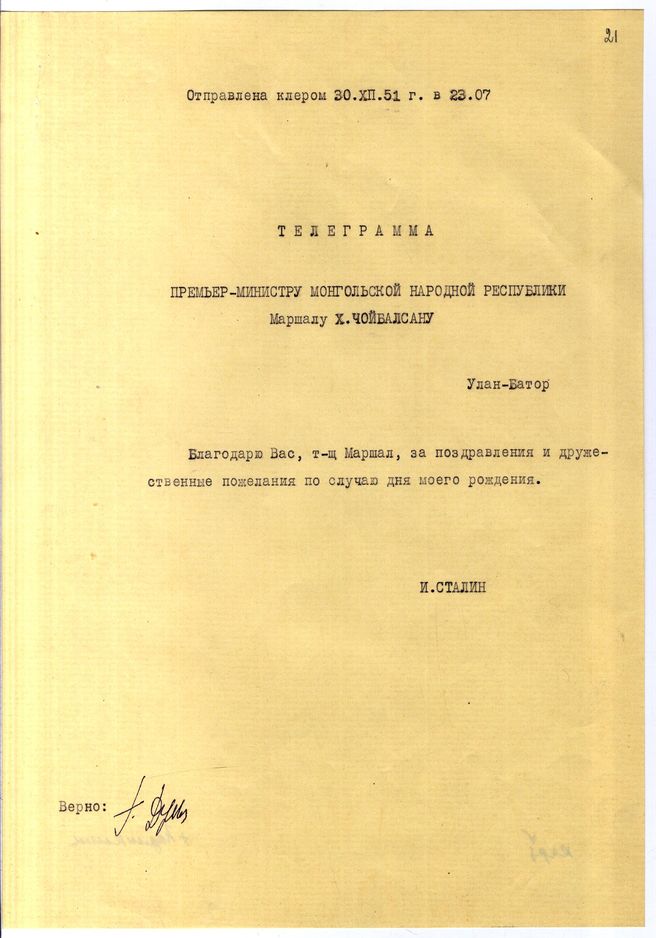 21
Отправлена клером 30.ХП.51 г. в 23.07
ТЕЛЕГРАММА
ПРЕМЬЕР-МИНИСТРУ МОНГОЛЬСКОЙ НАРОДНОЙ РЕСПУБЛИКИ
Маршалу Х.ЧОЙБАЛСАНУ
Улан-Батор
Благодарю Вас, т-щ Маршал, за поздравления и друже-
ственные пожелания по случаю дня моего рождения.
И.СТАЛИН
Верно: